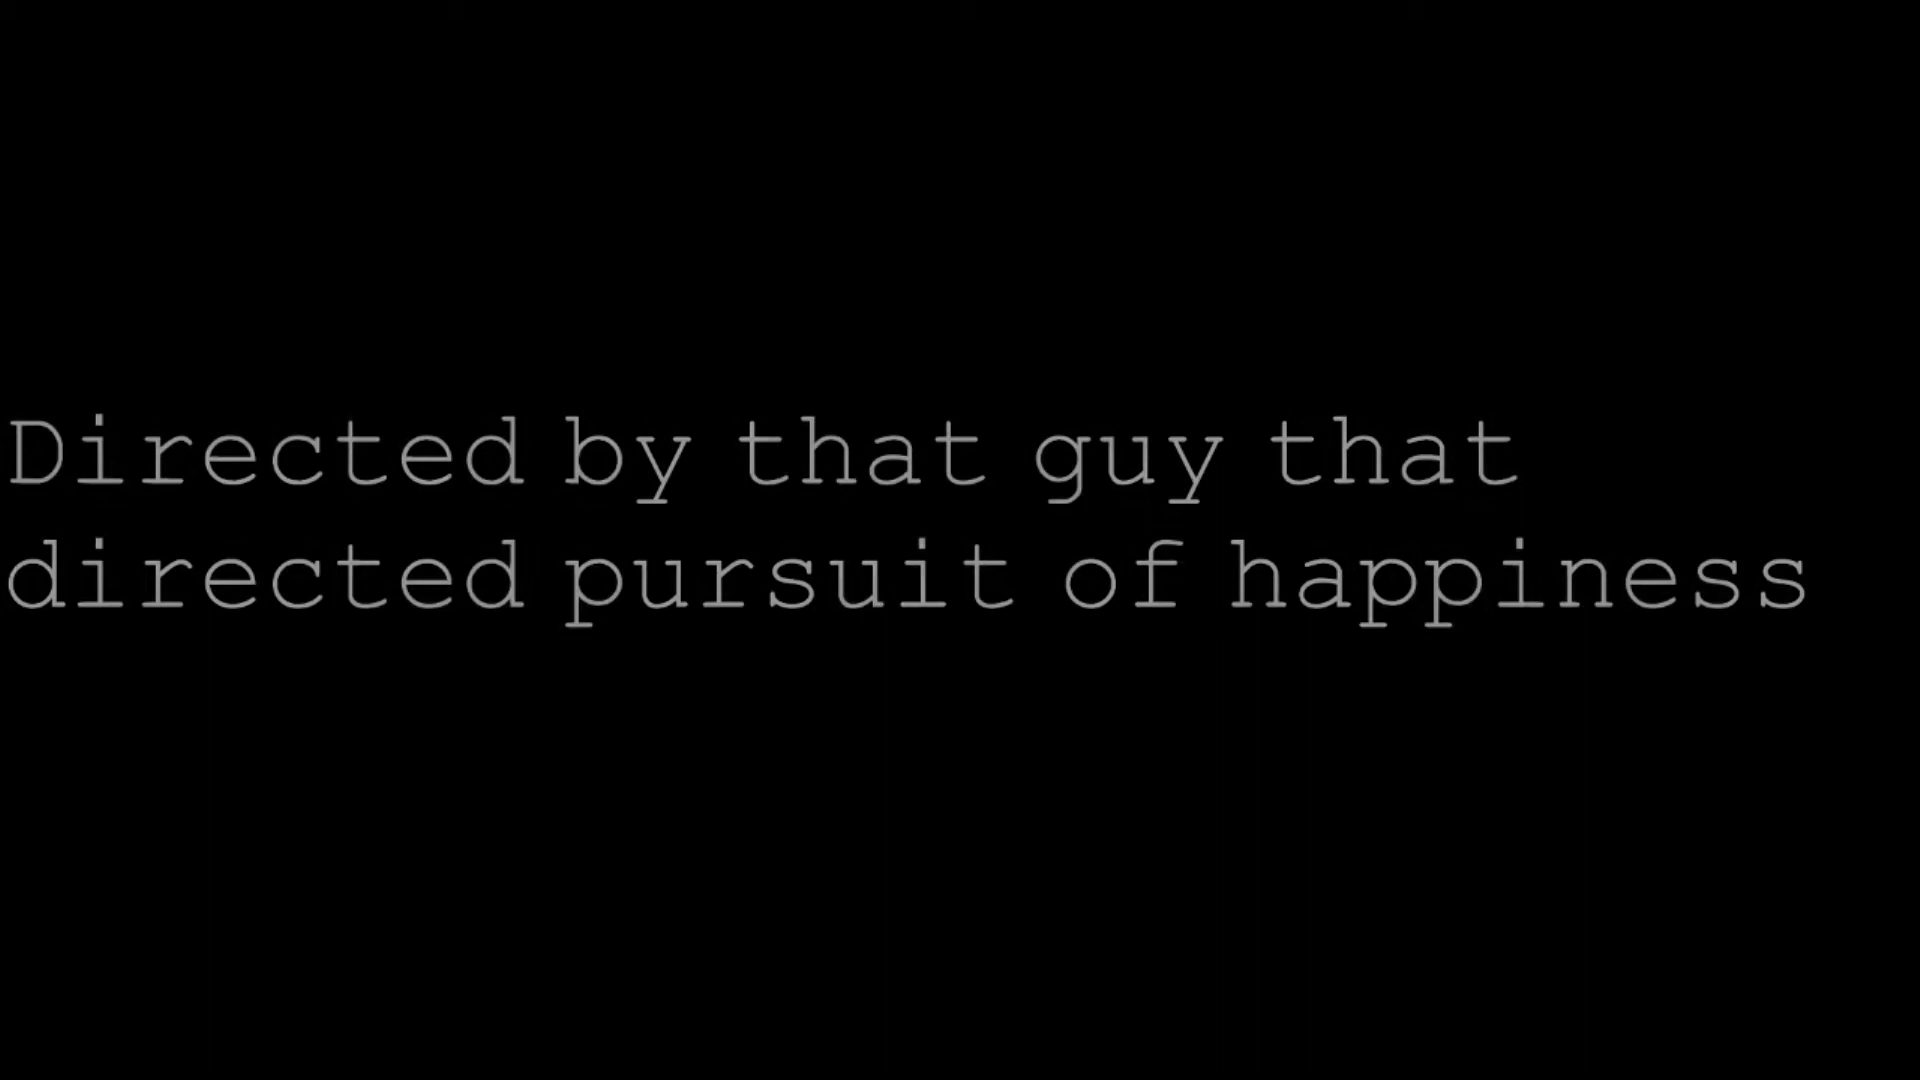 Directed by that guy that
directed pursuit of happiness